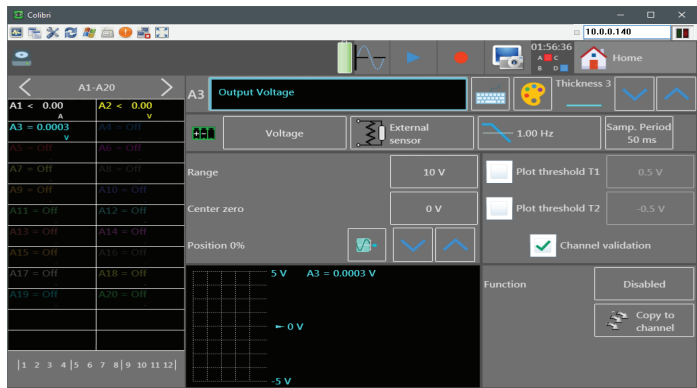 Colibri
10.0.0.140
01:56:36
A C
B D
Home
A1-A20
A1 < 0.00
A
A2 < 0.00
V
A3 = 0.0003
V
A4 = Off
A5 = Off
A6 = Off
A7 = Off
A8 = Off
A9 = Off
A10 = Off
A11 = Off
A12 = Off
A13 = Off
A14 = Off
A15 = Off
A16 = Off
A17 = Off
A18 = Off
A19 = Off
A20 = Off
|1 2 3 4|5 6 7 8|9 10 11 12|
A3
Output Voltage
Thickness 3
Voltage
External
sensor
1.00 Hz
Samp. Period
50 ms
Range
10 V
Center zero
0 V
Position 0%
Plot threshold T1
0.5 V
Plot threshold T2
-0.5 V
Channel validation
5 V
A3 = 0.0003 V
0 V
-5 V
Function
Disabled
Copy to
channel